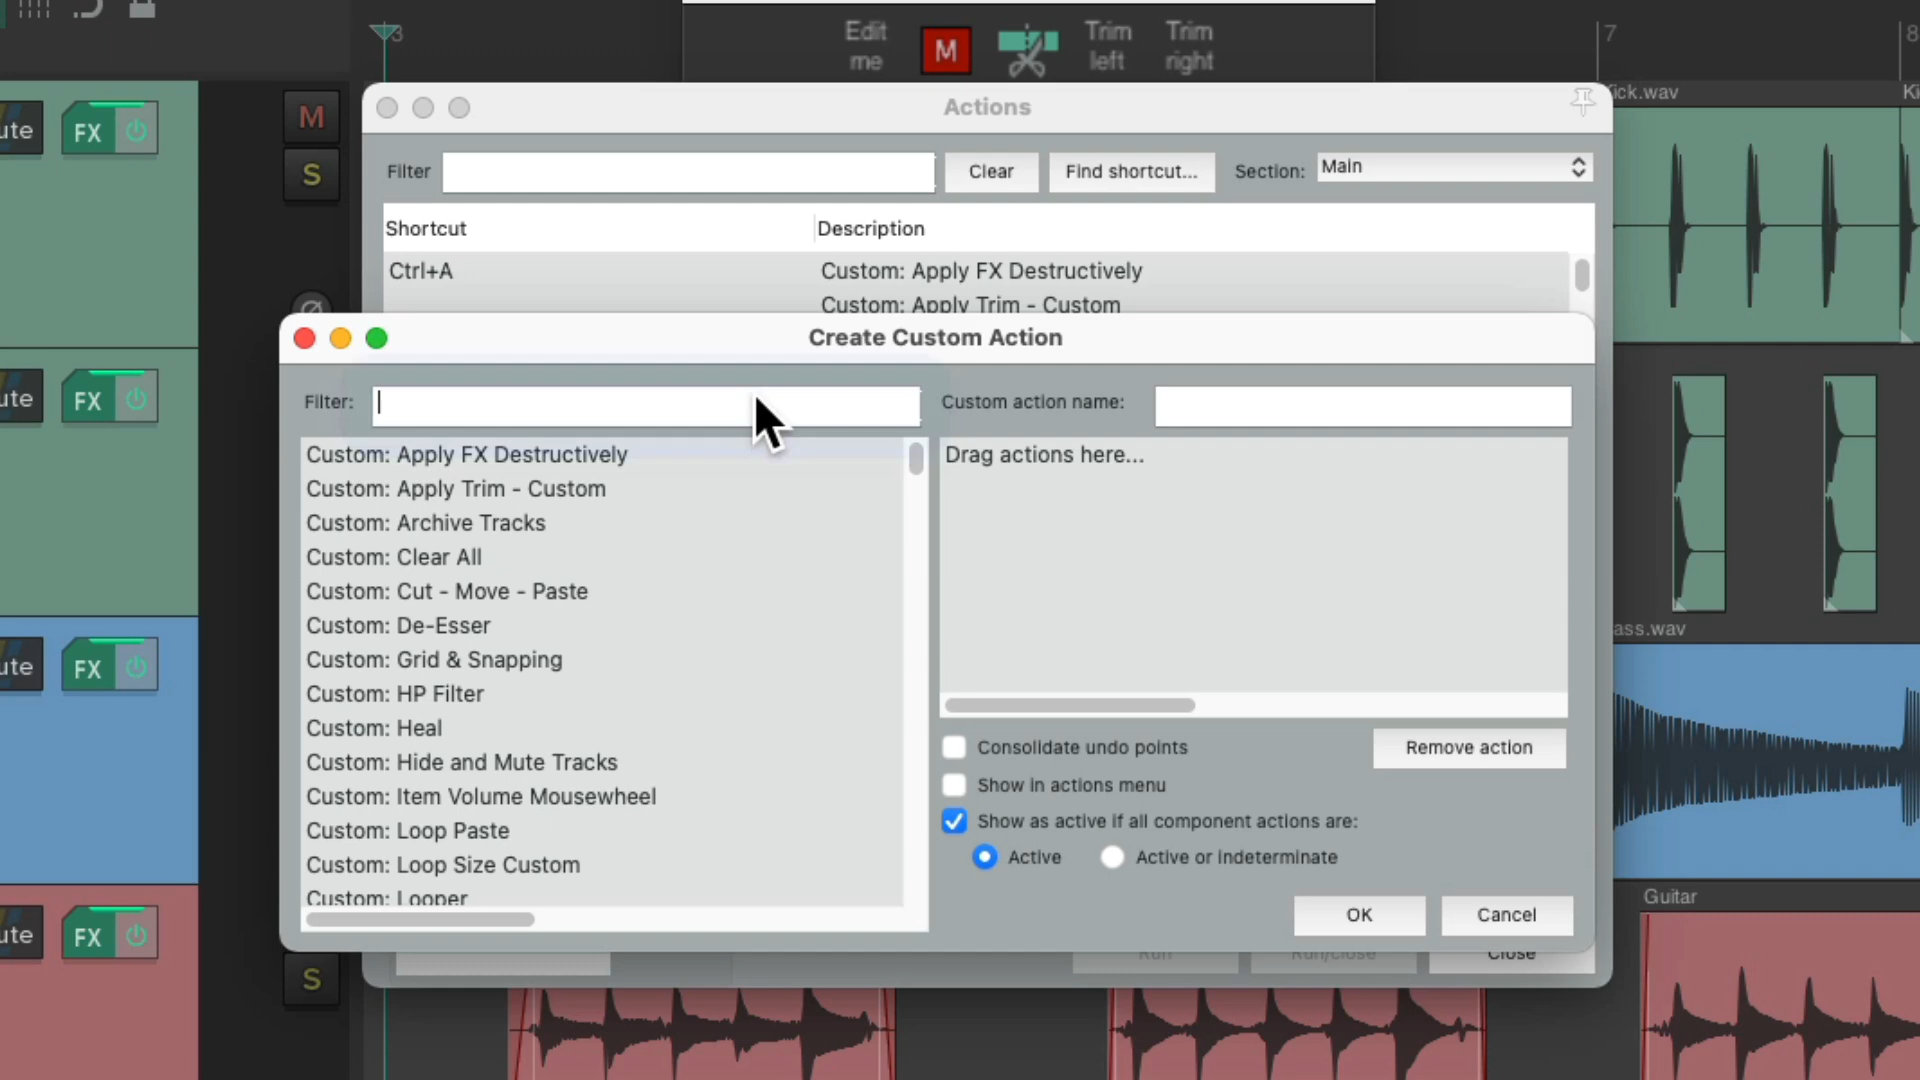 3
Edit
me
M
Trim
left
Trim
right
7
8
ute
FX
M
S
Actions
Kick.wav
Filter
Clear
Find shortcut...
Section:
Main
Shortcut
Description
Ctrl+A
Custom: Apply FX Destructively
Custom: Apply Trim - Custom
Create Custom Action
ute
FX
Filter:
Custom action name:
Custom: Apply FX Destructively
Drag actions here...
Custom: Apply Trim - Custom
Custom: Archive Tracks
Custom: Clear All
Custom: Cut - Move - Paste
Custom: De-Esser
Custom: Grid & Snapping
Custom: HP Filter
Custom: Heal
Custom: Hide and Mute Tracks
Custom: Item Volume Mousewheel
Custom: Loop Paste
Custom: Loop Size Custom
Custom: Looper
ass.wav
ute
FX
Consolidate undo points
Remove action
Show in actions menu
Show as active if all component actions are:
Active
Active or indeterminate
OK
Cancel
Guitar
ute
FX
S
Run
Run/close
Close